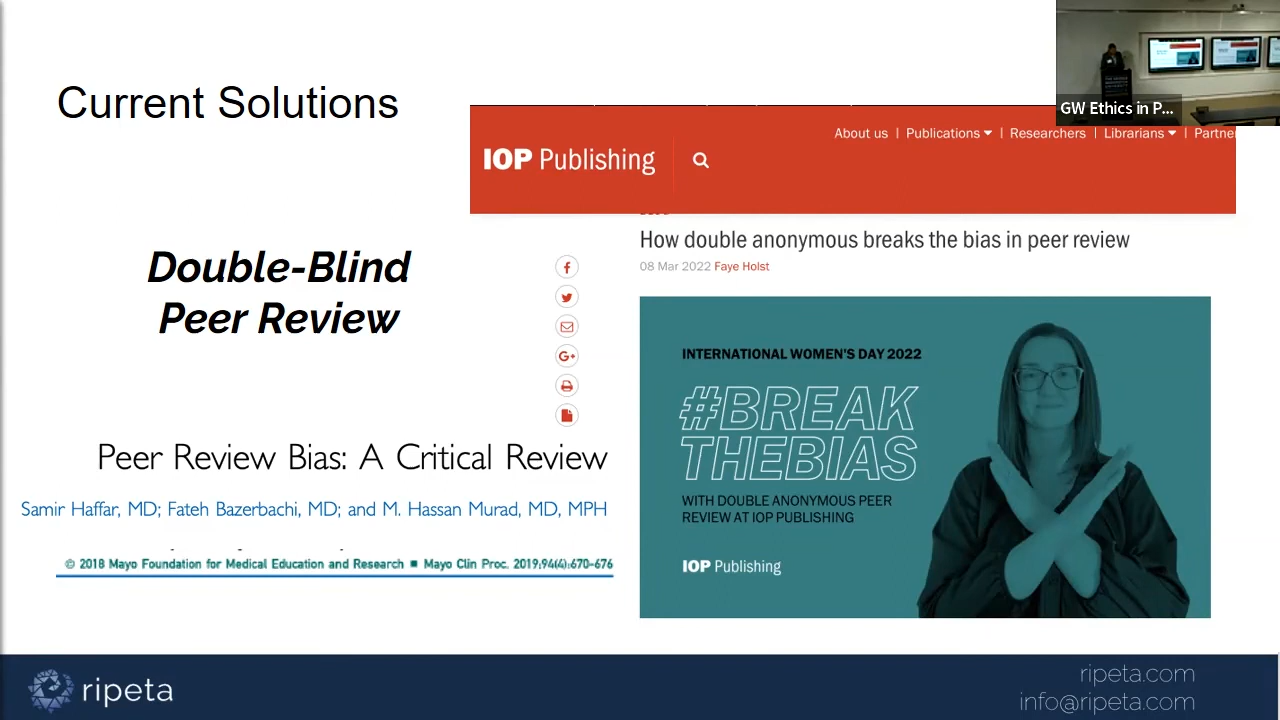 Current Solutions
GW Ethics in P...
About us | Publications | Researchers | Librarians | Partne
IOP Publishing
How double anonymous breaks the bias in peer review
08 Mar 2022 Faye Holst
Double-Blind
Peer Review
INTERNATIONAL WOMEN'S DAY 2022
#BREAK
THEBIAS
WITH DOUBLE ANONYMOUS PEER
REVIEW AT IOP PUBLISHING
IOP Publishing
Peer Review Bias: A Critical Review
Samir Haffar, MD; Fateh Bazerbachi, MD; and M. Hassan Murad, MD, MPH
© 2018 Mayo Foundation for Medical Education and Research ■ Mayo Clin Proc. 2019;94(4):670-676
ripeta
ripeta.com
info@ripeta.com